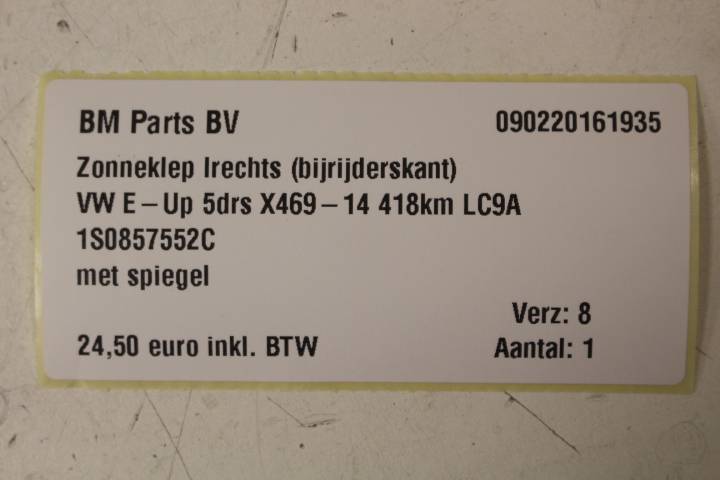 BM Parts BV 090220161935
Zonneklep lrechts (bijrijderskant)
VW E-Up 5drs X469-14 418km LC9A
1S0857552C
met spiegel
Verz: 8
24,50 euro inkl. BTW Aantal: 1